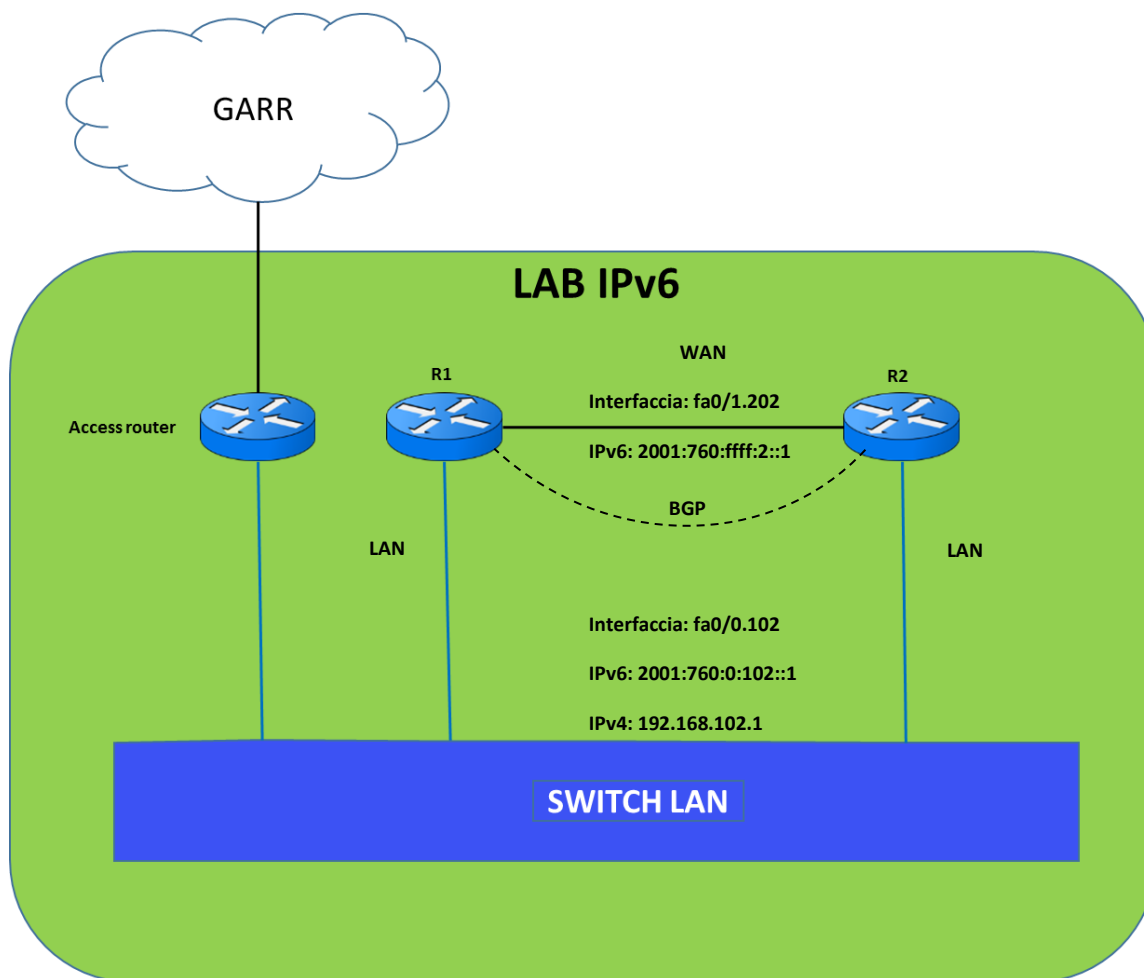 GARR
LAB IPv6
WAN
R1
R2
Interfaccia: fa0/1.202
Access router
IPv6: 2001:760:ffff:2::1
BGP
LAN
LAN
Interfaccia: fa0/0.102
IPv6: 2001:760:0:102::1
IPv4: 192.168.102.1
SWITCH LAN